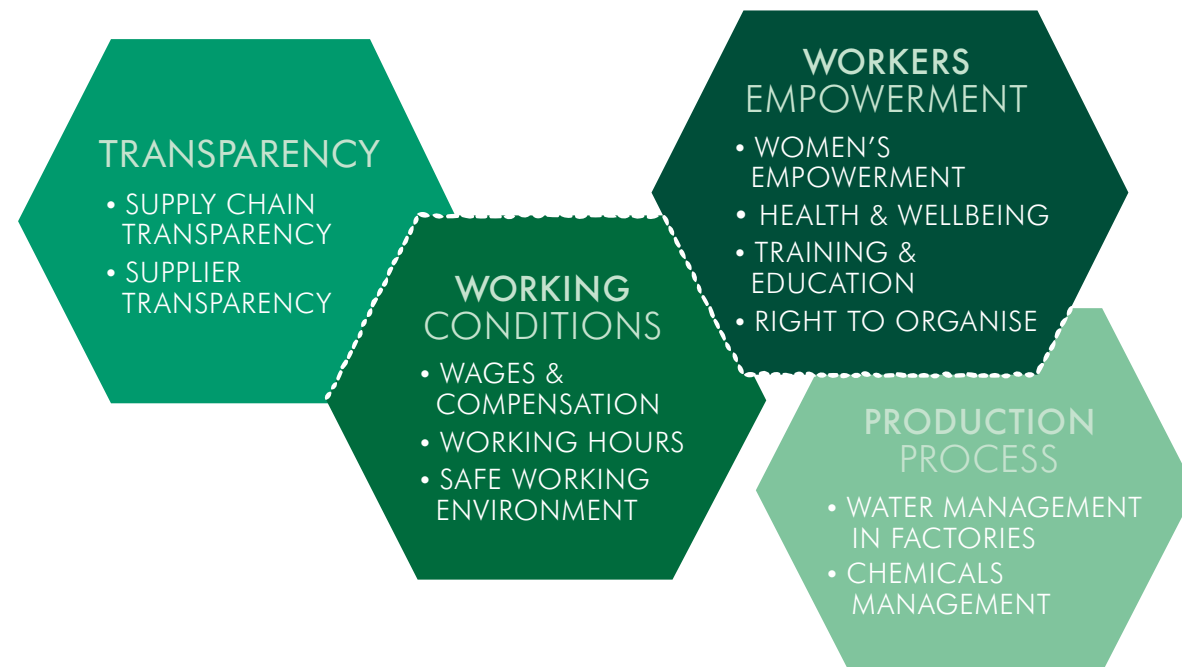 TRANSPARENCY
• SUPPLY CHAIN
TRANSPARENCY
• SUPPLIER
TRANSPARENCY
WORKING
CONDITIONS
• WAGES &
COMPENSATION
• WORKING HOURS
• SAFE WORKING
ENVIRONMENT
WORKERS
EMPOWERMENT
• WOMEN’S
EMPOWERMENT
• HEALTH & WELLBEING
• TRAINING &
EDUCATION
• RIGHT TO ORGANISE
PRODUCTION
PROCESS
• WATER MANAGEMENT
IN FACTORIES
• CHEMICALS
MANAGEMENT